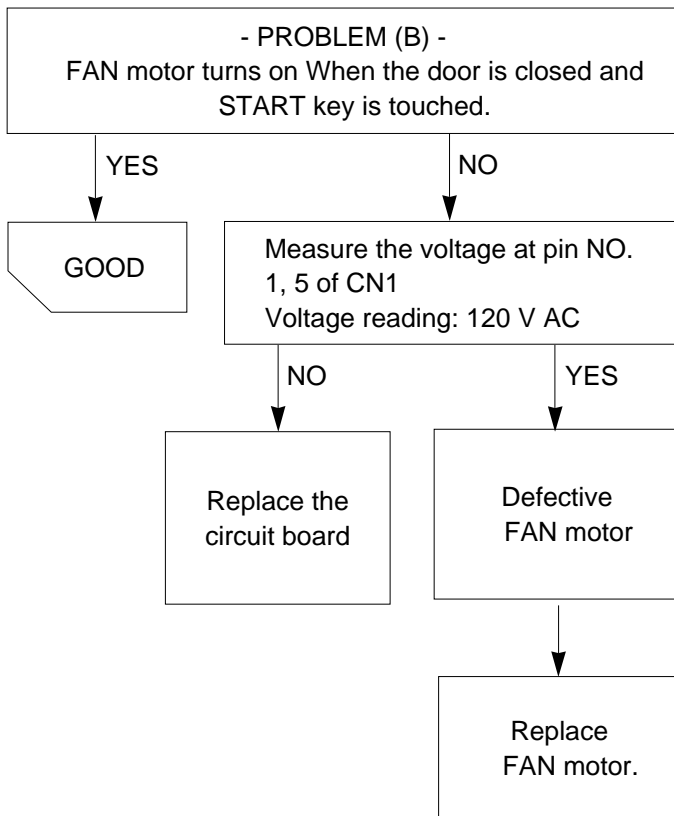 - PROBLEM (B) -
FAN motor turns on When the door is closed and
START key is touched.
YES
NO
GOOD
Measure the voltage at pin NO.
1, 5 of CN1
Voltage reading: 120 V AC
NO
YES
Replace the
circuit board
Defective
FAN motor
Replace
FAN motor.